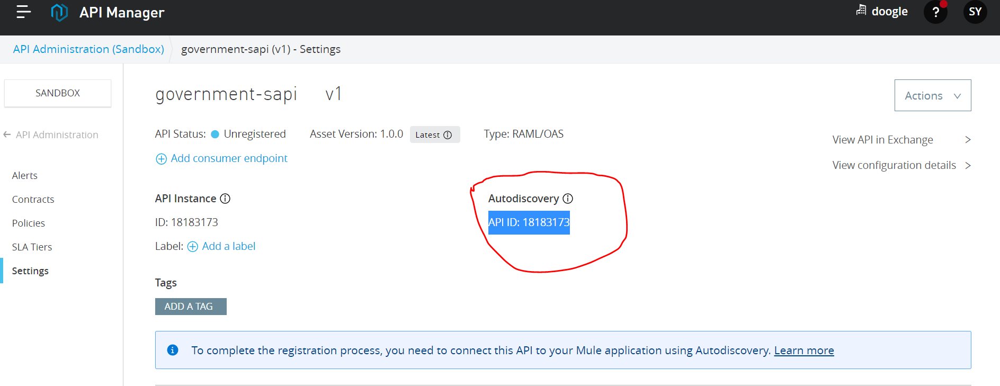 API Manager
doogle
?
SY
API Administration (Sandbox)
government-sapi (v1) - Settings
SANDBOX
API Administration
Alerts
Contracts
Policies
SLA Tiers
Settings
government-sapi v1
Actions
API Status: Unregistered Asset Version: 1.0.0 Latest Type: RAML/OAS
Add consumer endpoint
View API in Exchange
View configuration details
API Instance
ID: 18183173
Label: Add a label
Autodiscovery
API ID: 18183173
Tags
ADD A TAG
To complete the registration process, you need to connect this API to your Mule application using Autodiscovery. Learn more